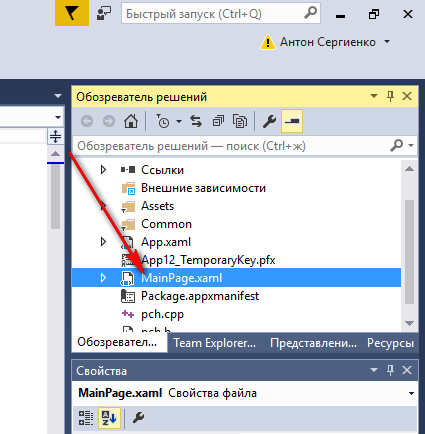 Быстрый запуск (Ctrl+Q)
Антон Сергиенко
Обозреватель решений
Обозреватель решений — поиск (Ctrl+ж)
Ссылки
Внешние зависимости
Assets
Common
App.xaml
App12_TemporaryKey.pfx
MainPage.xaml
Package.appxmanifest
pch.cpp
pch.h
Обозревател... Team Explorer... Представлени... Ресурсы
Свойства
MainPage.xaml Свойства файла